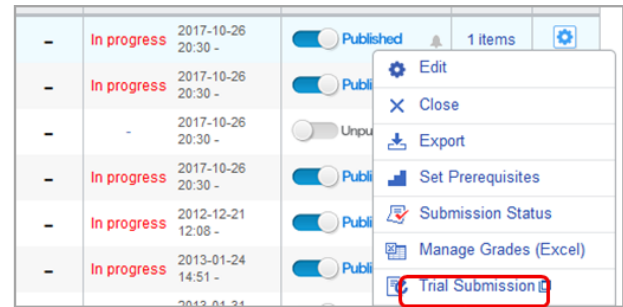 - In progress 2017-10-26 20:30 - Published 1 items
- In progress 2017-10-26 20:30 - Publi
- - 2017-10-26 20:30 - Unpu
- In progress 2017-10-26 20:30 - Publi
- In progress 2012-12-21 12:08 - Publi
- In progress 2013-01-24 14:51 - Publi
Edit
Close
Export
Set Prerequisites
Submission Status
Manage Grades (Excel)
Trial Submission